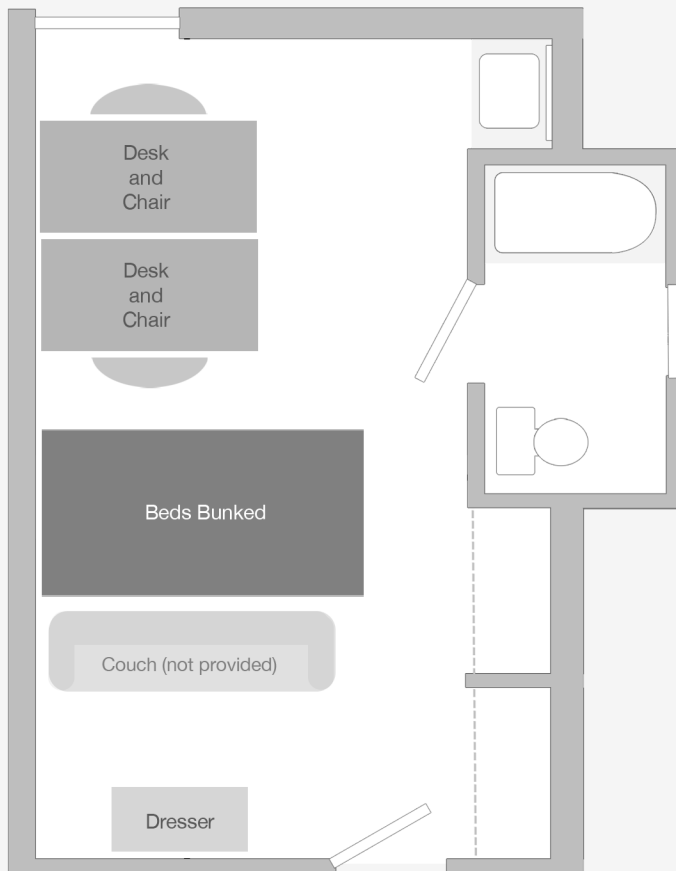 Desk
and
Chair
Desk
and
Chair
Beds Bunked
Couch (not provided)
Dresser